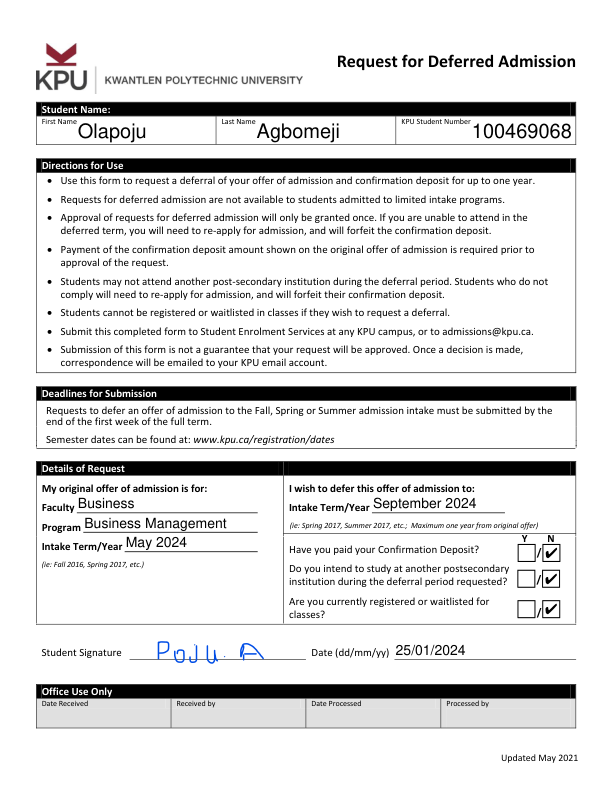 KPU KWANTLEN POLYTECHNIC UNIVERSITY
Request for Deferred Admission
Student Name:
First Name Olapoju Last Name Agbomeji KPU Student Number 100469068
Directions for Use
• Use this form to request a deferral of your offer of admission and confirmation deposit for up to one year.
• Requests for deferred admission are not available to students admitted to limited intake programs.
• Approval of requests for deferred admission will only be granted once. If you are unable to attend in the
deferred term, you will need to re-apply for admission, and will forfeit the confirmation deposit.
• Payment of the confirmation deposit amount shown on the original offer of admission is required prior to
approval of the request.
• Students may not attend another post-secondary institution during the deferral period. Students who do not
comply will need to re-apply for admission, and will forfeit their confirmation deposit.
• Students cannot be registered or waitlisted in classes if they wish to request a deferral.
• Submit this completed form to Student Enrolment Services at any KPU campus, or to admissions@kpu.ca.
• Submission of this form is not a guarantee that your request will be approved. Once a decision is made,
correspondence will be emailed to your KPU email account.
Deadlines for Submission
Requests to defer an offer of admission to the Fall, Spring or Summer admission intake must be submitted by the
end of the first week of the full term.
Semester dates can be found at: www.kpu.ca/registration/dates
Details of Request
My original offer of admission is for:
Faculty Business
Program Business Management
Intake Term/Year May 2024
(ie: Fall 2016, Spring 2017, etc.)
I wish to defer this offer of admission to:
Intake Term/Year September 2024
(ie: Spring 2017, Summer 2017, etc.; Maximum one year from original offer)
Y N
Have you paid your Confirmation Deposit? / ✔
Do you intend to study at another postsecondary
institution during the deferral period requested? / ✔
Are you currently registered or waitlisted for
classes? / ✔
Student Signature Poju. A Date (dd/mm/yy) 25/01/2024
Office Use Only
Date Received Received by Date Processed Processed by
Updated May 2021